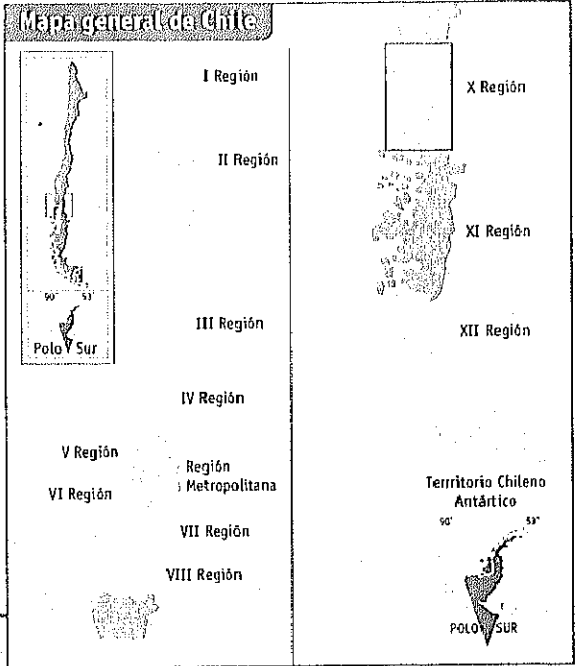 Mapa general de Chile
I Región
II Región
90° 53°
Polo Sur
III Región
IV Región
V Región
Región
Metropolitana
VI Región
VII Región
VIII Región
X Región
XI Región
XII Región
Terrritorio Chileno
Antártico
90° 53°
POLO SUR